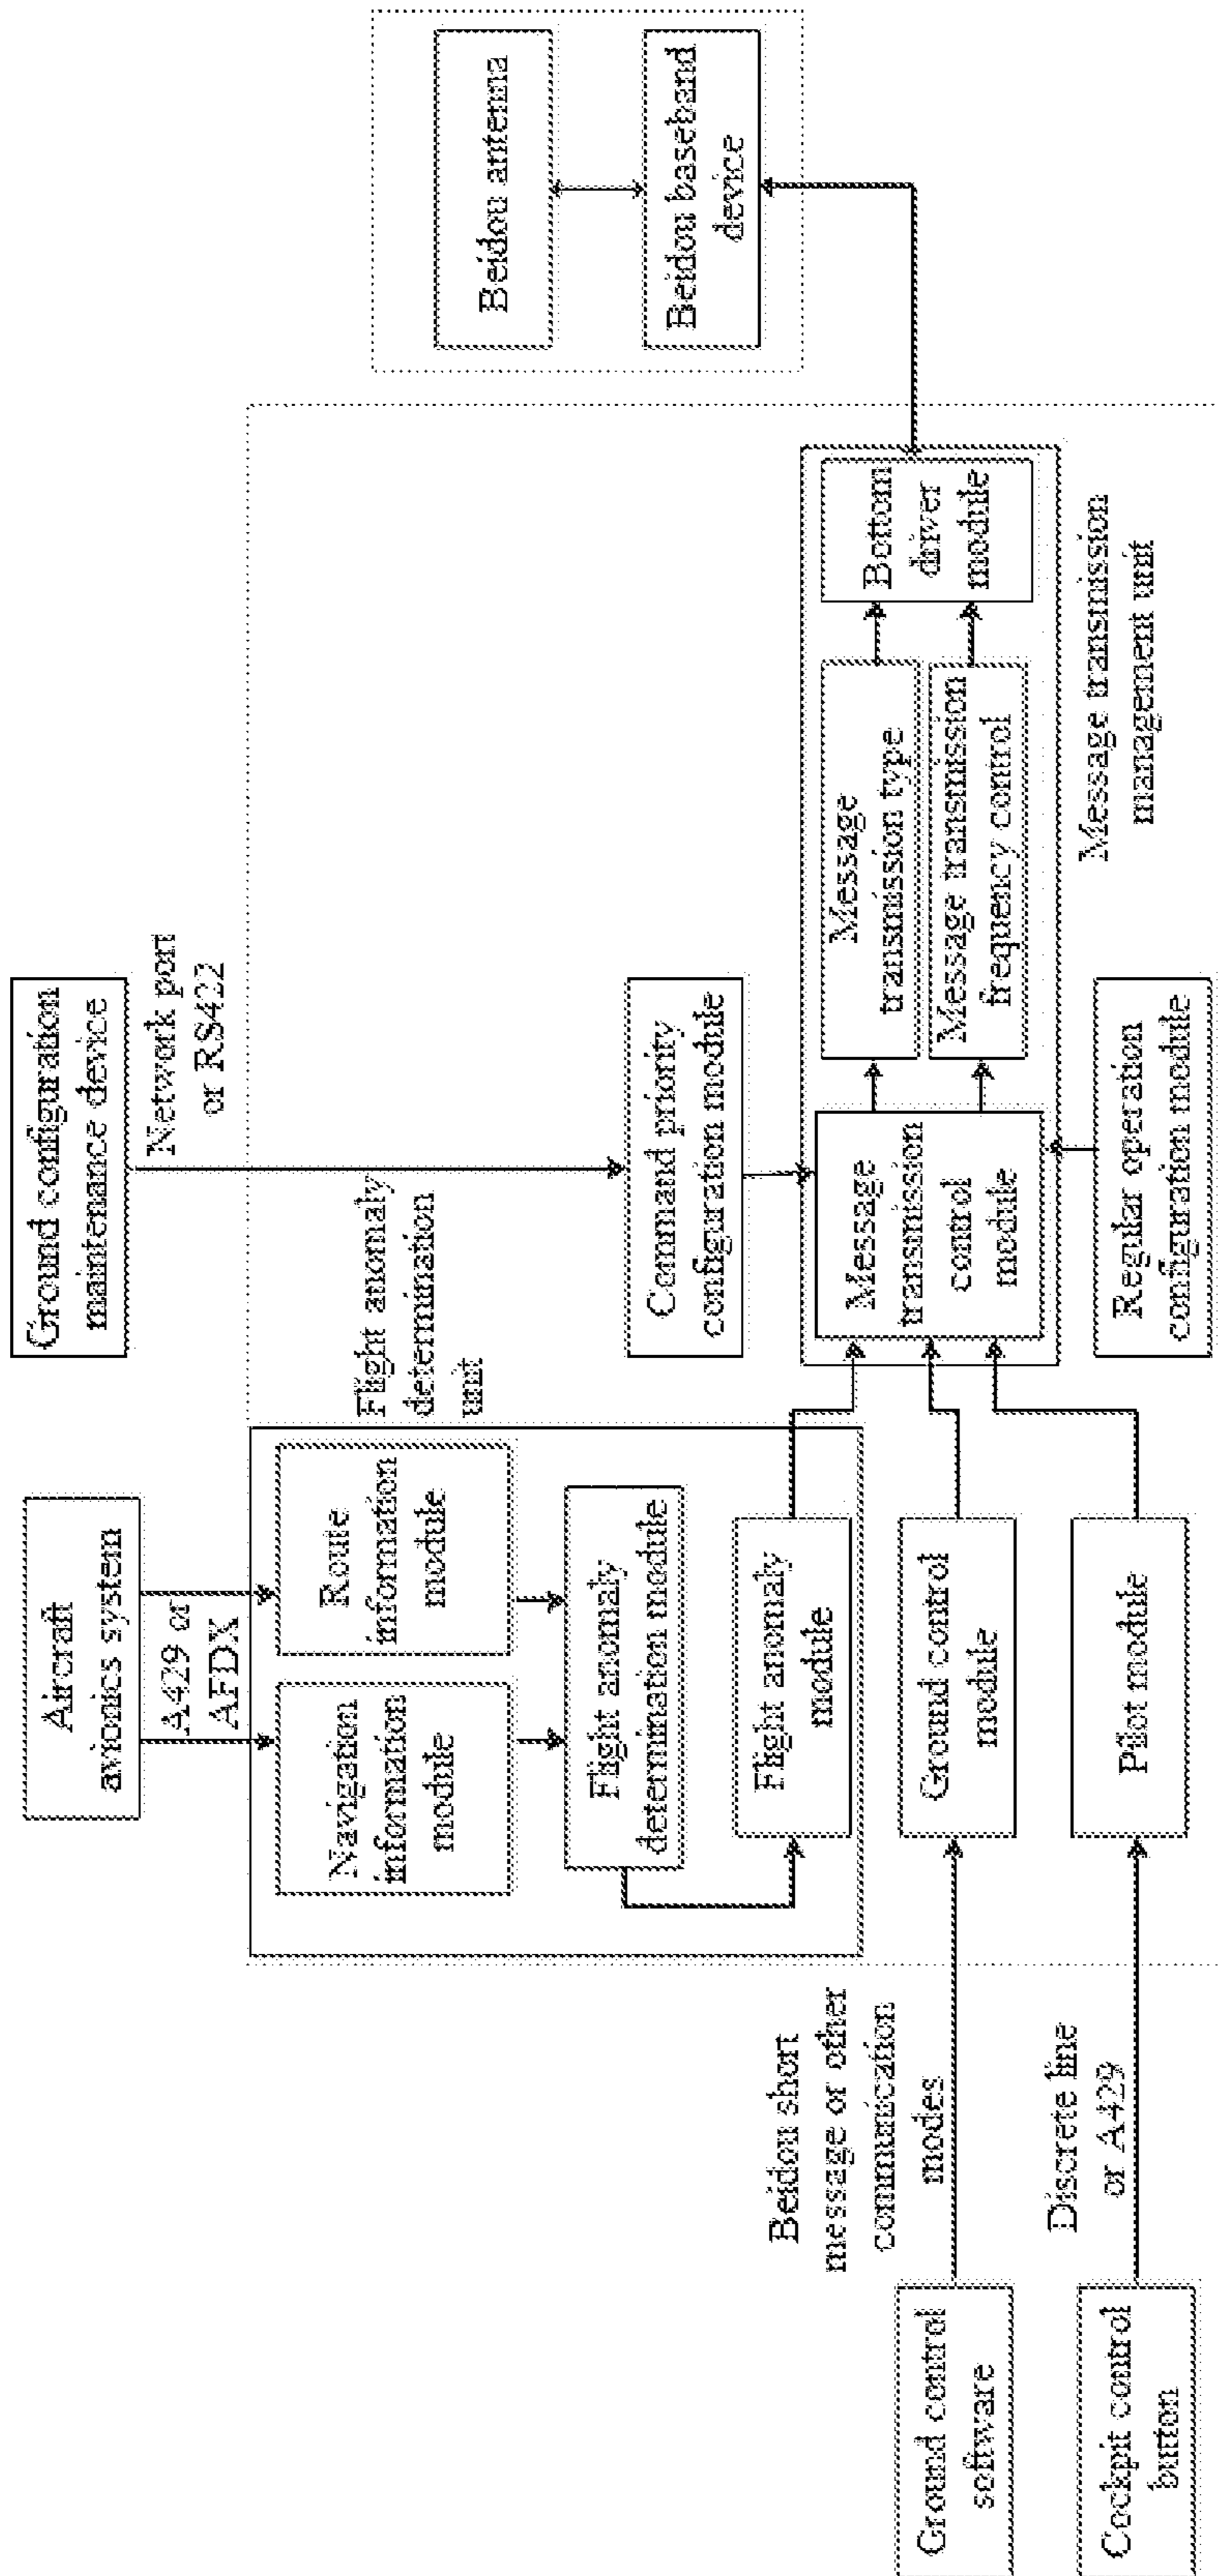 Aircraft
avionics system
A429 or
AFDX
Ground configuration
maintenance device
Network port
or RS422
Beidou antenna
Beidou baseband
device
Navigation
information
module
Route
information
module
Flight anomaly
determination
unit
Flight anomaly
determination module
Flight anomaly
module
Command priority
configuration module
Beidou short
message or other
communication
modes
Ground control
software
Ground control
module
Discrete line
or A429
Cockpit control
button
Pilot module
Message
transmission
control
module
Message
transmission type
Message transmission
frequency control
Bottom
driver
module
Regular operation
configuration module
Message transmission
management unit